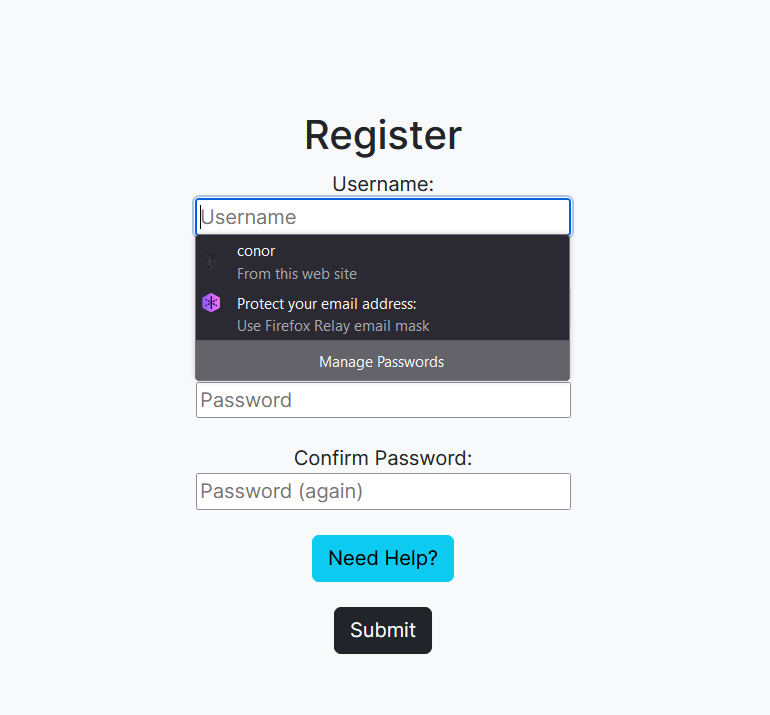 Register
Username:
Username
conor
From this web site
Protect your email address:
Use Firefox Relay email mask
Manage Passwords
Password
Confirm Password:
Password (again)
Need Help?
Submit